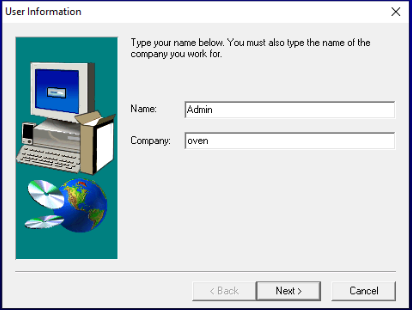 User Information
Type your name below. You must also type the name of the
company you work for.
Name: Admin
Company: oven
< Back Next > Cancel